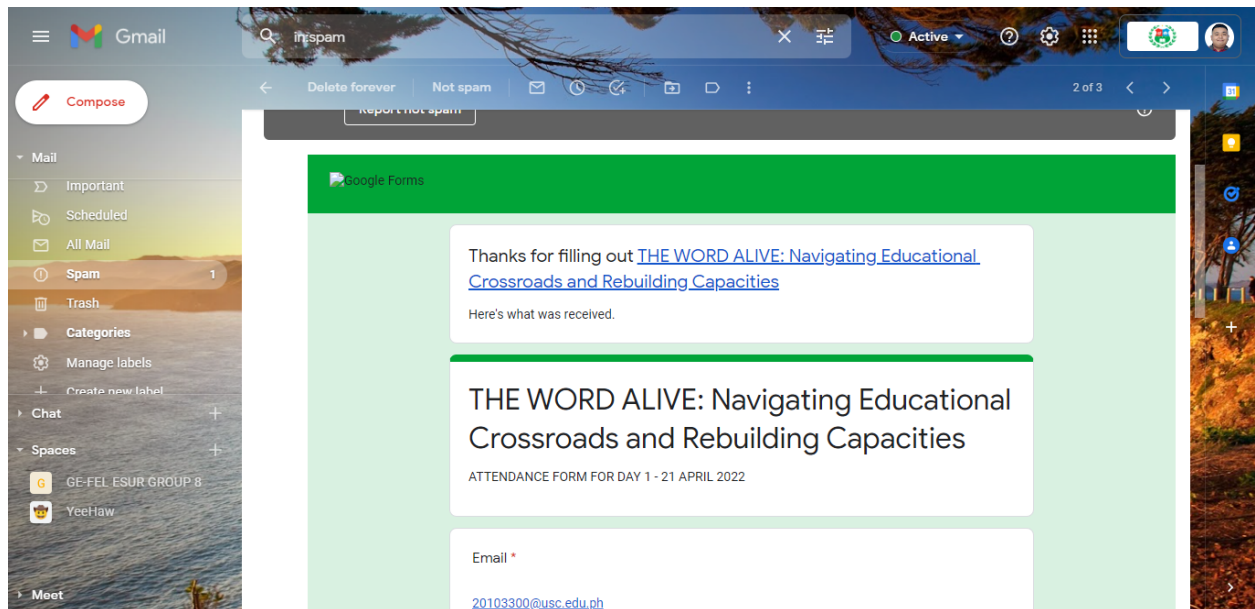 Gmail
in:spam
Active
Compose
Delete forever
Not spam
2 of 3
31
Report not spam
Mail
Important
Scheduled
All Mail
Spam
1
Trash
Categories
Manage labels
Create new label
Chat
Spaces
G
GE-FEL ESUR GROUP 8
YeeHaw
Meet
Google Forms
Thanks for filling out THE WORD ALIVE: Navigating Educational
Crossroads and Rebuilding Capacities
Here's what was received.
THE WORD ALIVE: Navigating Educational
Crossroads and Rebuilding Capacities
ATTENDANCE FORM FOR DAY 1 - 21 APRIL 2022
Email *
20103300@usc.edu.ph